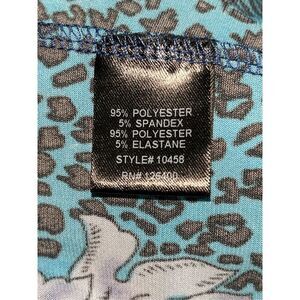 95% POLYESTER
5% SPANDEX
95% POLYESTER
5% ELASTANE
STYLE# 10458
RN# 126400